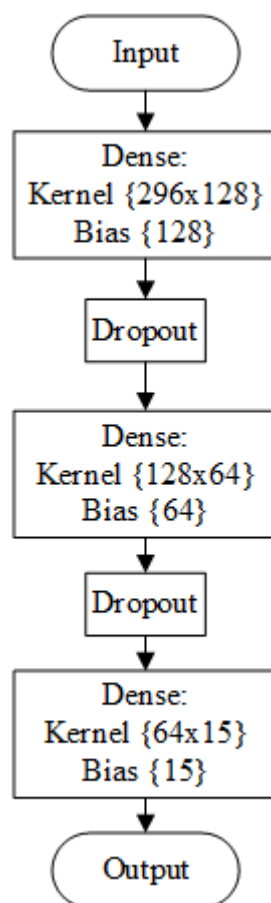 Input
Dense:
Kernel {296x128}
Bias {128}
Dropout
Dense:
Kernel {128x64}
Bias {64}
Dropout
Dense:
Kernel {64x15}
Bias {15}
Output